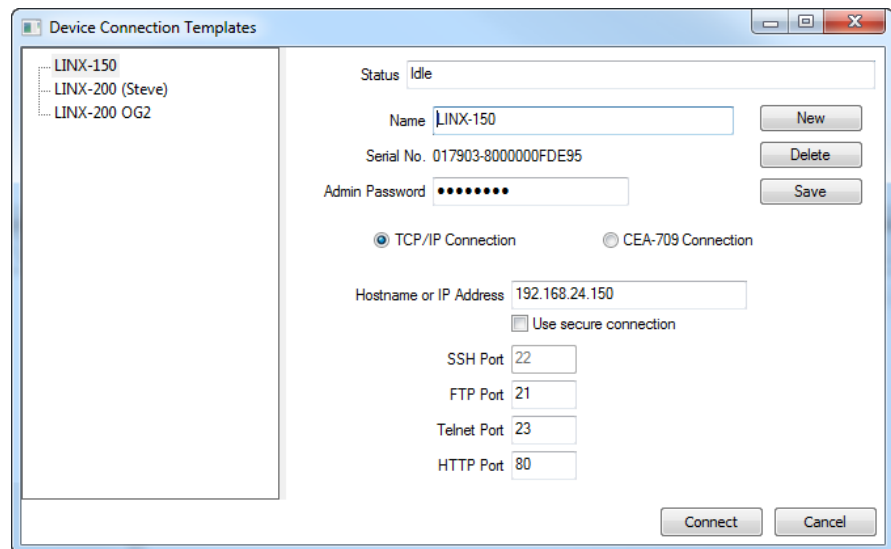 Device Connection Templates
LINX-150
LINX-200 (Steve)
LINX-200 OG2
Status Idle
Name LINX-150 New
Serial No. 017903-8000000FDE95 Delete
Admin Password •••••••• Save
TCP/IP Connection CEA-709 Connection
Hostname or IP Address 192.168.24.150
Use secure connection
SSH Port 22
FTP Port 21
Telnet Port 23
HTTP Port 80
Connect Cancel